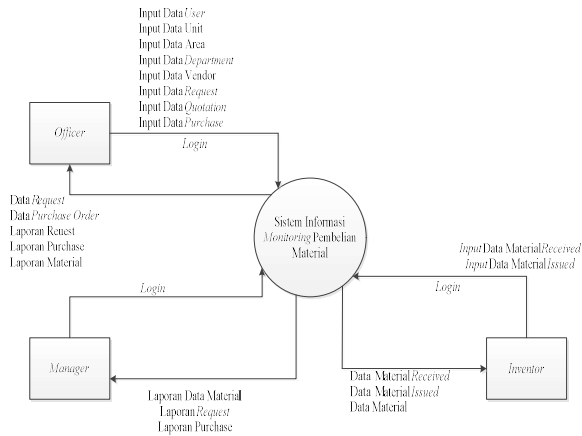 Input Data User
Input Data Unit
Input Data Area
Input Data Department
Input Data Vendor
Input Data Request
Input Data Quotation
Input Data Purchase
Login
Officer
Data Request
Data Purchase Order
Laporan Reuest
Laporan Purchase
Laporan Material
Sistem Informasi
Monitoring Pembelian
Material
Input Data Material Received
Input Data Material Issued
Login
Login
Manager
Inventor
Laporan Data Material
Laporan Request
Laporan Purchase
Data Material Received
Data Material Issued
Data Material